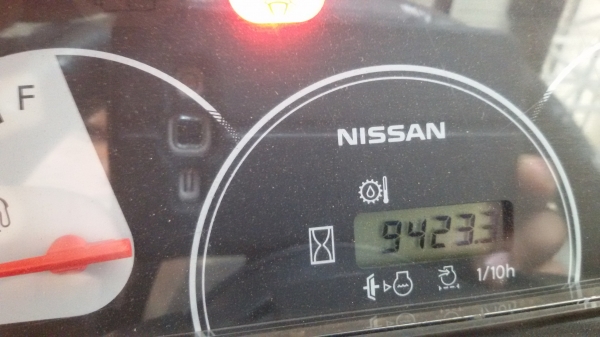 F
NISSAN
9423.3
1/10h